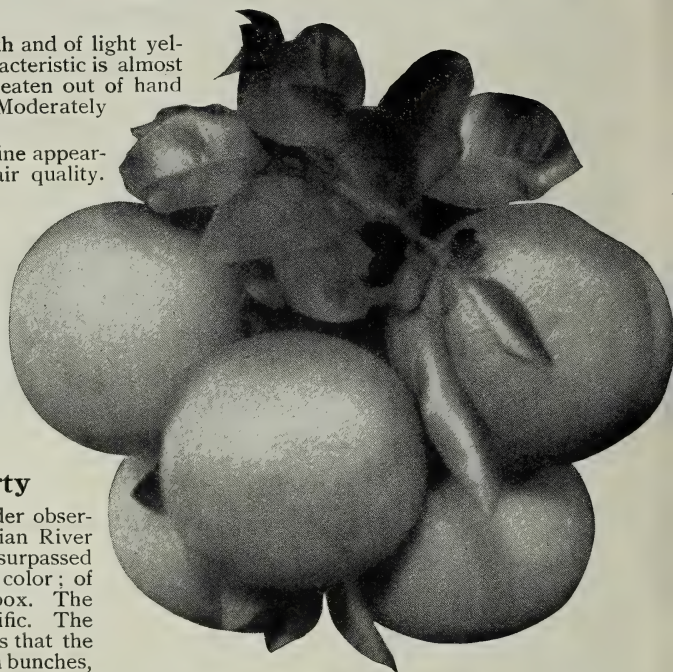 h and of light yel-
acteristic is almost
eaten out of hand
Moderately
ine appear-
air quality.
rty
der obser-
ian River
surpassed
color; of
box. The
ific. The
s that the
n bunches,